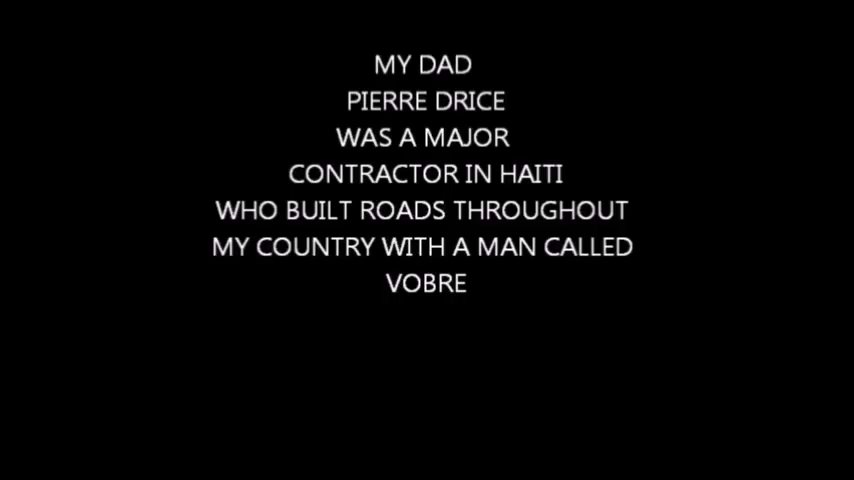 MY DAD
PIERRE DRICE
WAS A MAJOR
CONTRACTOR IN HAITI
WHO BUILT ROADS THROUGHOUT
MY COUNTRY WITH A MAN CALLED
VOBRE